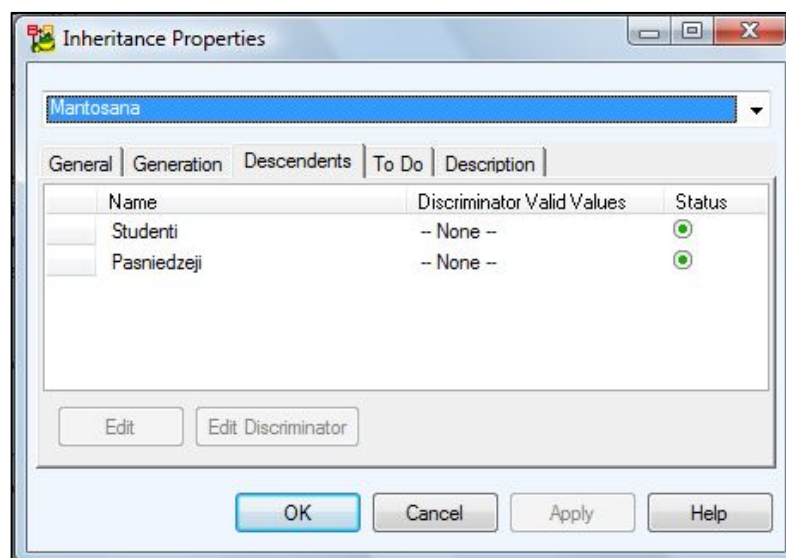 Inheritance Properties
Mantosana
General Generation Descendents To Do Description
Name Discriminator Valid Values Status
Studenti -- None --
Pasniedzeji -- None --
Edit Edit Discriminator
OK Cancel Apply Help